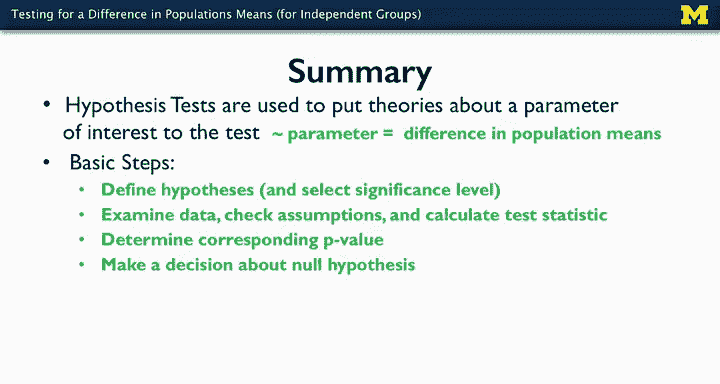 Testing for a Difference in Populations Means (for Independent Groups)
M
Summary
• Hypothesis Tests are used to put theories about a parameter
of interest to the test ~ parameter = difference in population means
• Basic Steps:
• Define hypotheses (and select significance level)
• Examine data, check assumptions, and calculate test statistic
• Determine corresponding p-value
• Make a decision about null hypothesis